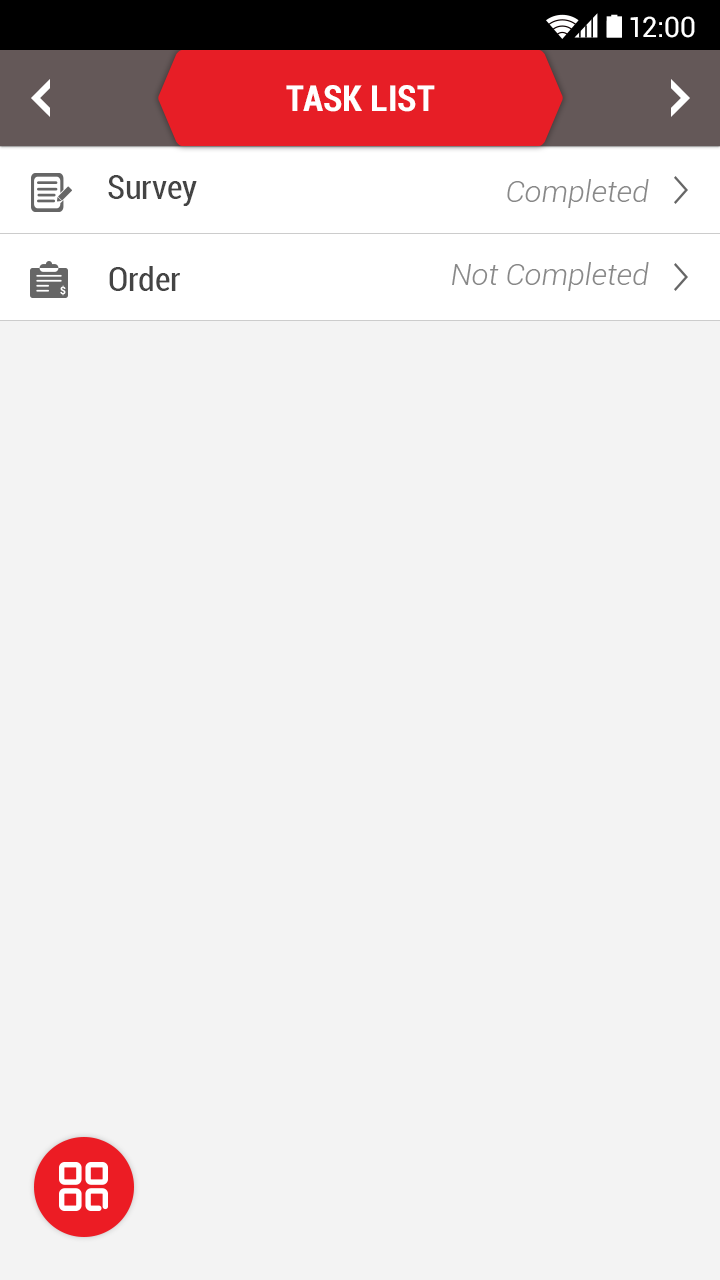 12:00
TASK LIST
Survey Completed
Order Not Completed